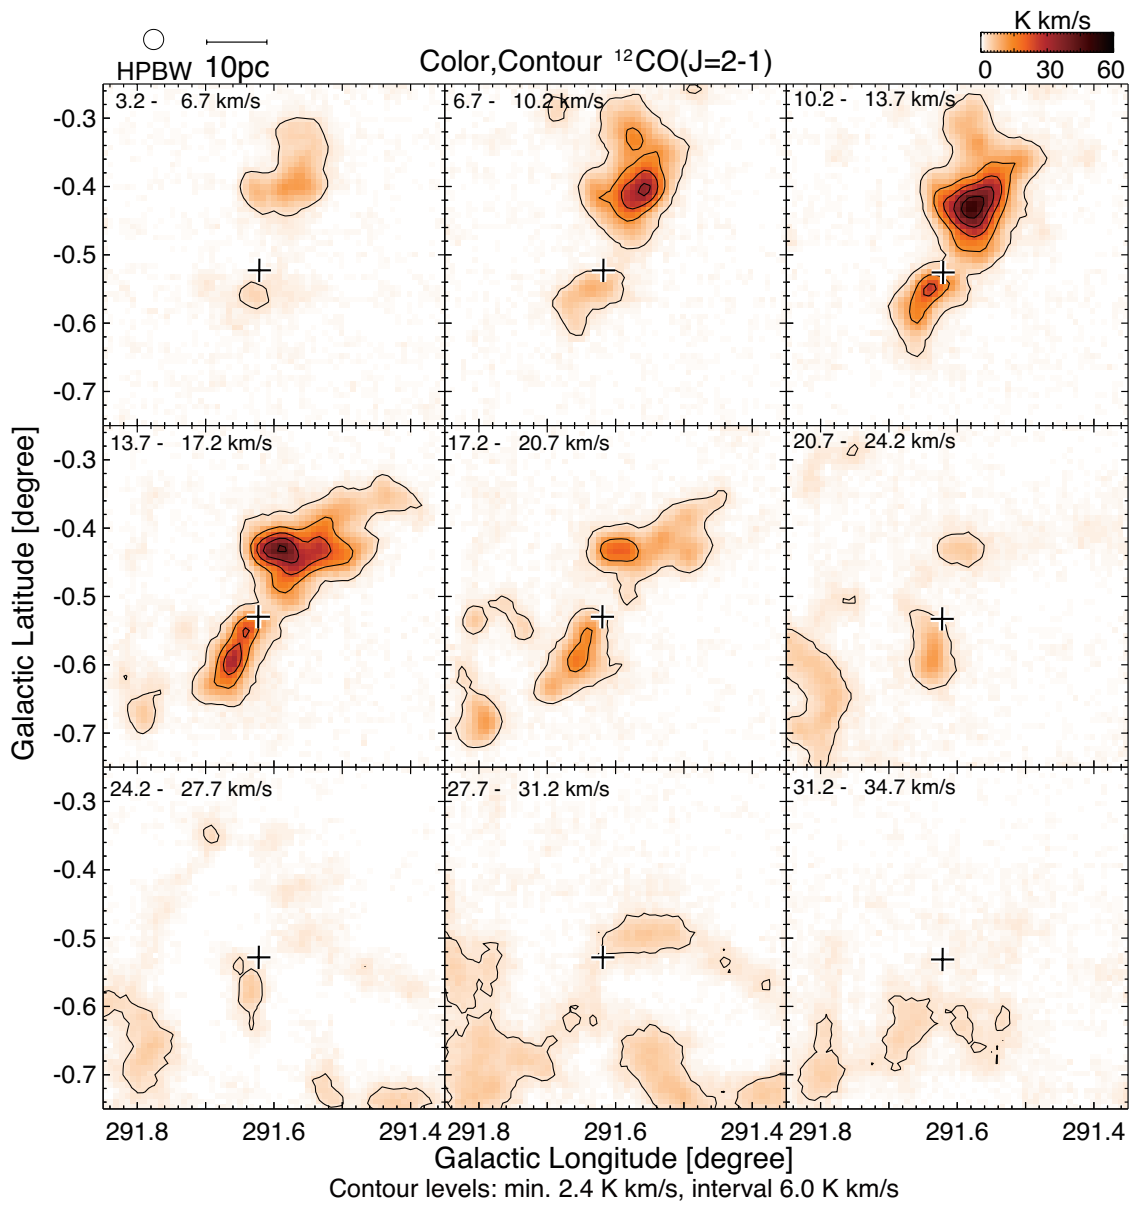 HPBW 10pc Color,Contour ¹²CO(J=2-1) K km/s
0 30 60
3.2 - 6.7 km/s 6.7 - 10.2 km/s 10.2 - 13.7 km/s
-0.3
-0.4
-0.5
-0.6
-0.7
13.7 - 17.2 km/s 17.2 - 20.7 km/s 20.7 - 24.2 km/s
-0.3
-0.4
-0.5
-0.6
-0.7
Galactic Latitude [degree]
24.2 - 27.7 km/s 27.7 - 31.2 km/s 31.2 - 34.7 km/s
-0.3
-0.4
-0.5
-0.6
-0.7
291.8 291.6 291.4 291.8 291.6 291.4 291.8 291.6 291.4
Galactic Longitude [degree]
Contour levels: min. 2.4 K km/s, interval 6.0 K km/s